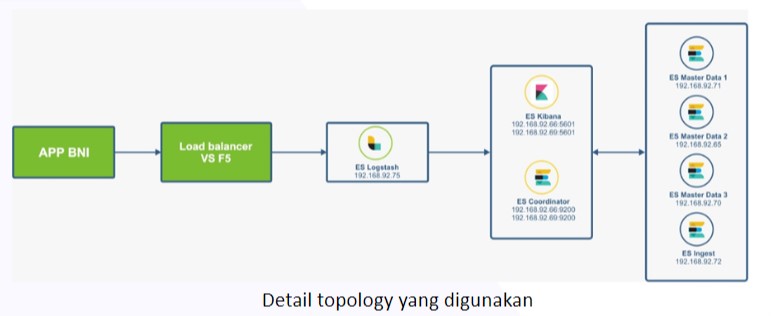 APP BNI
Load balancer
VS F5
ES Logstash
192.168.92.75
ES Kibana
192.168.92.66:5601
192.168.92.69:5601
ES Coordinator
192.168.92.66:9200
192.168.92.69:9200
ES Master Data 1
192.168.92.71
ES Master Data 2
192.168.92.65
ES Master Data 3
192.168.92.70
ES Ingest
192.168.92.72
Detail topology yang digunakan